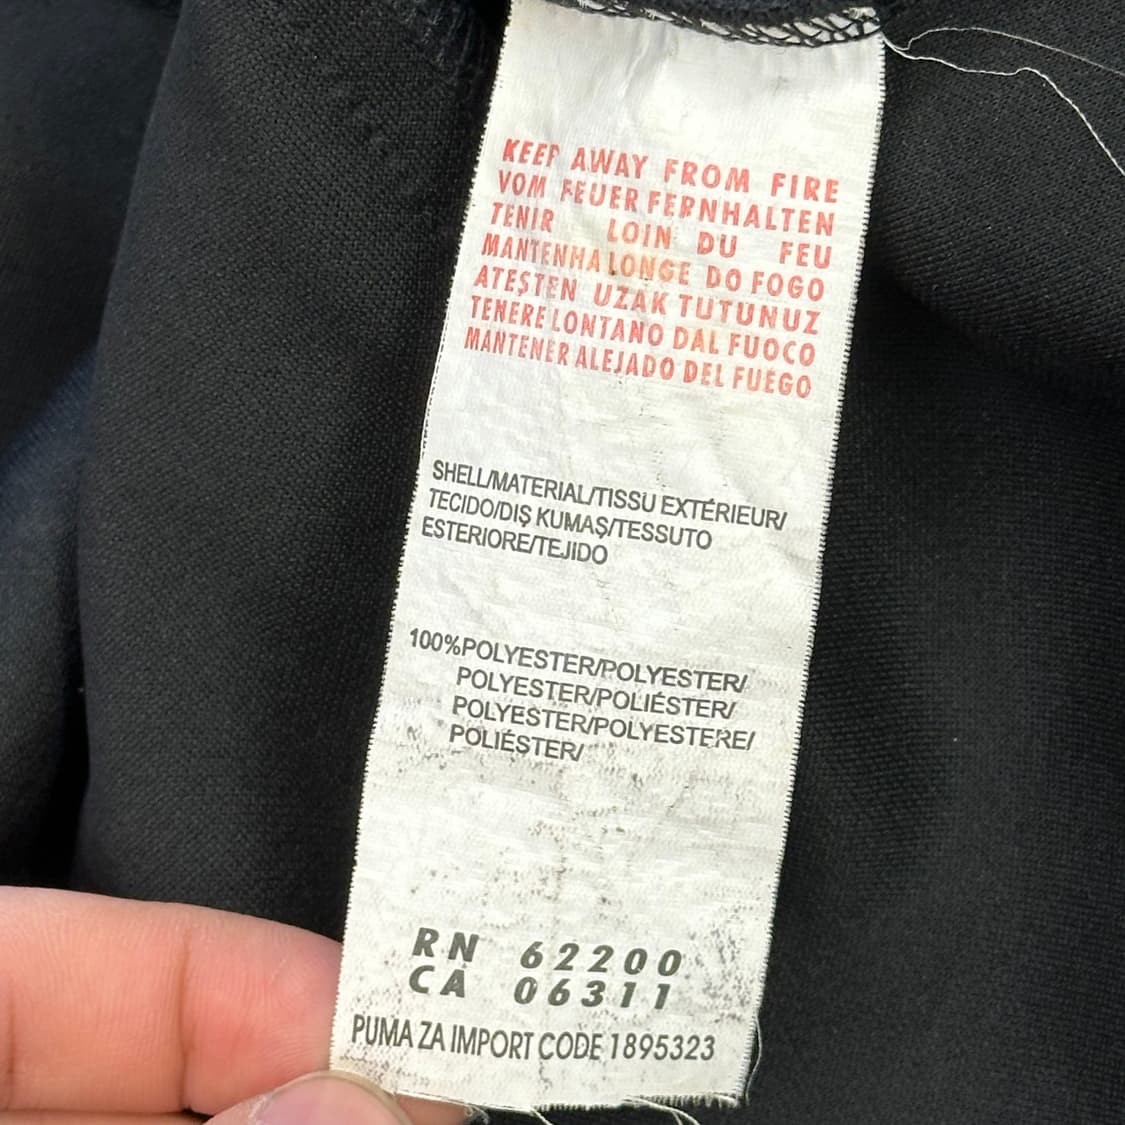 KEEP AWAY FROM FIRE
VOM FEUER FERNHALTEN
TENIR LOIN DU FEU
MANTENHA LONGE DO FOGO
ATEŞTEN UZAK TUTUNUZ
TENERE LONTANO DAL FUOCO
MANTENER ALEJADO DEL FUEGO
SHELL/MATERIAL/TISSU EXTÉRIEUR/
TECIDO/DIŞ KUMAŞ/TESSUTO
ESTERIORE/TEJIDO
100%POLYESTER/POLYESTER/
POLYESTER/POLIÉSTER/
POLYESTER/POLYESTERE/
POLIÉSTER/
RN 62200
CA 06311
PUMA ZA IMPORT CODE 1895323